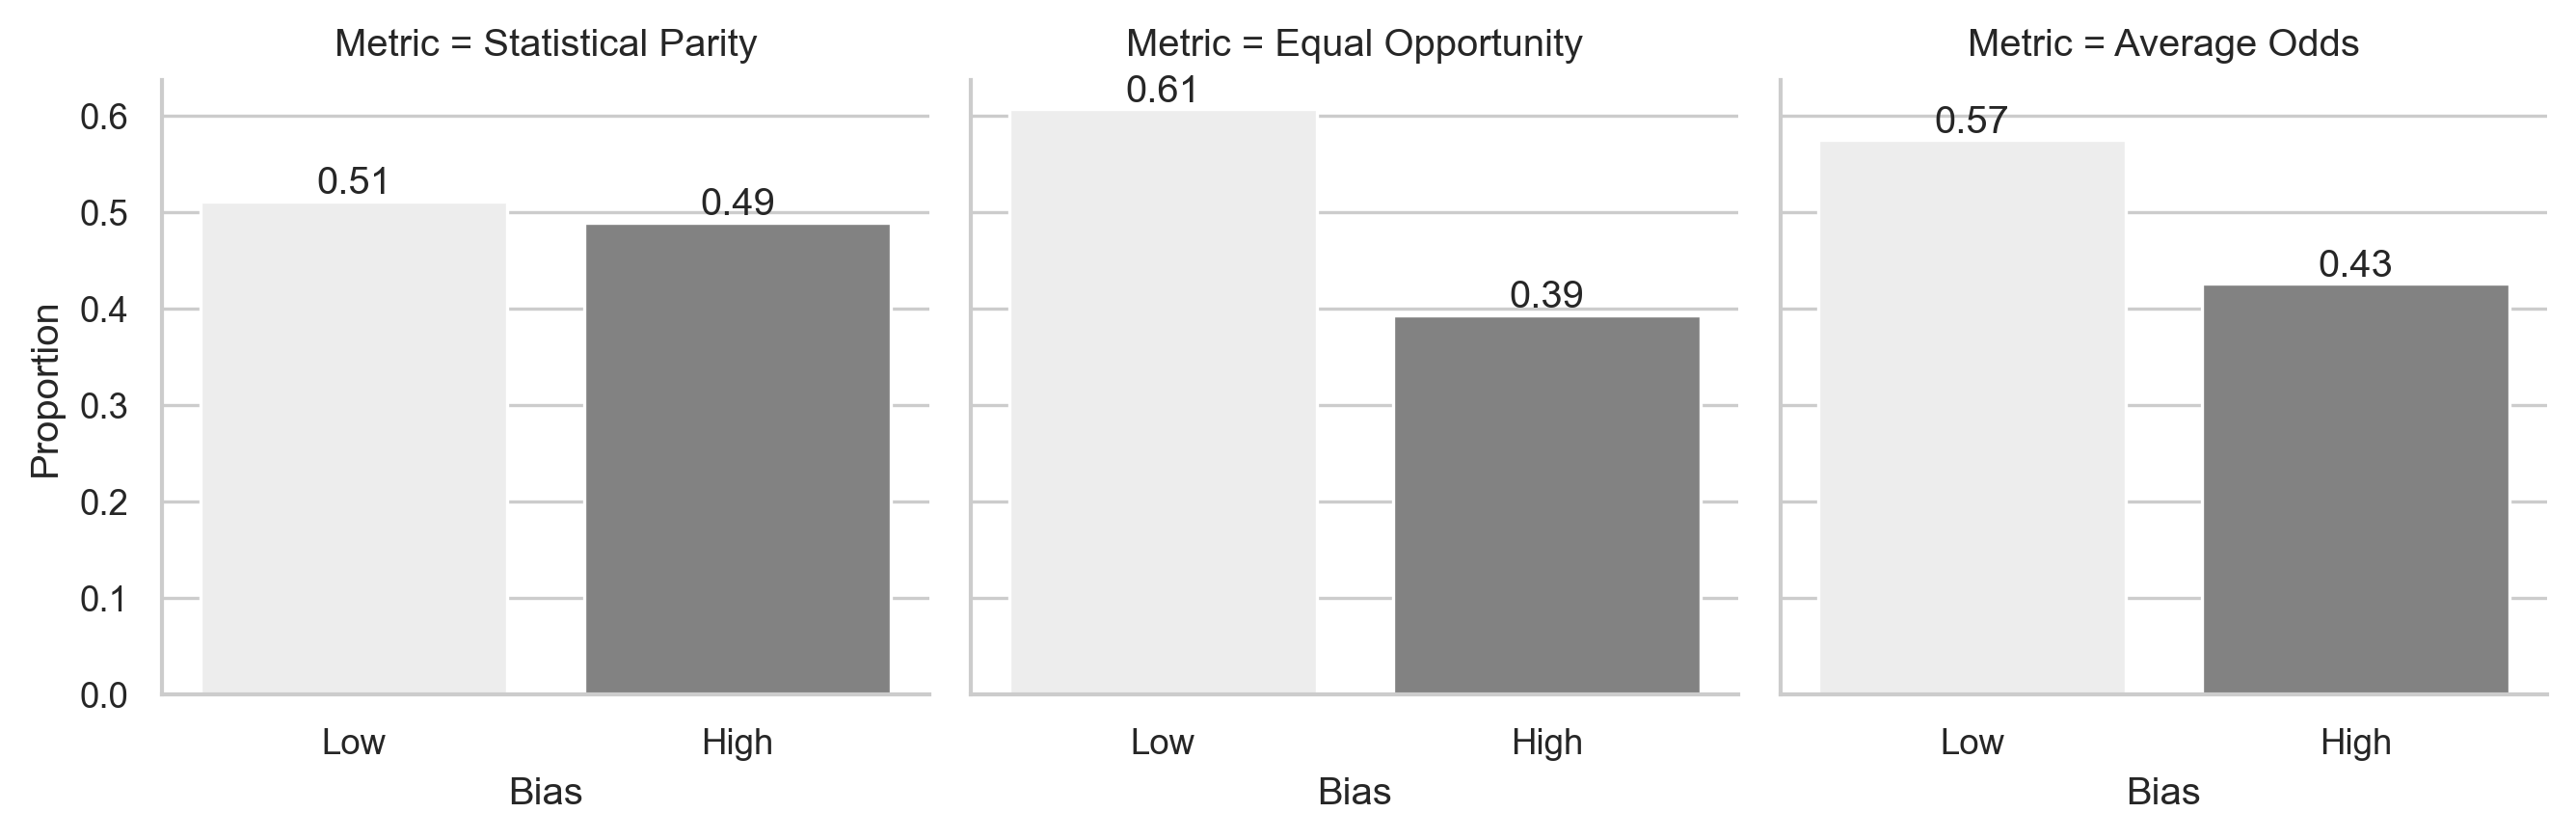 Metric = Statistical Parity
Metric = Equal Opportunity
Metric = Average Odds
Proportion
0.6
0.5
0.4
0.3
0.2
0.1
0.0
0.51
0.49
0.61
0.39
0.57
0.43
Low
High
Low
High
Low
High
Bias
Bias
Bias